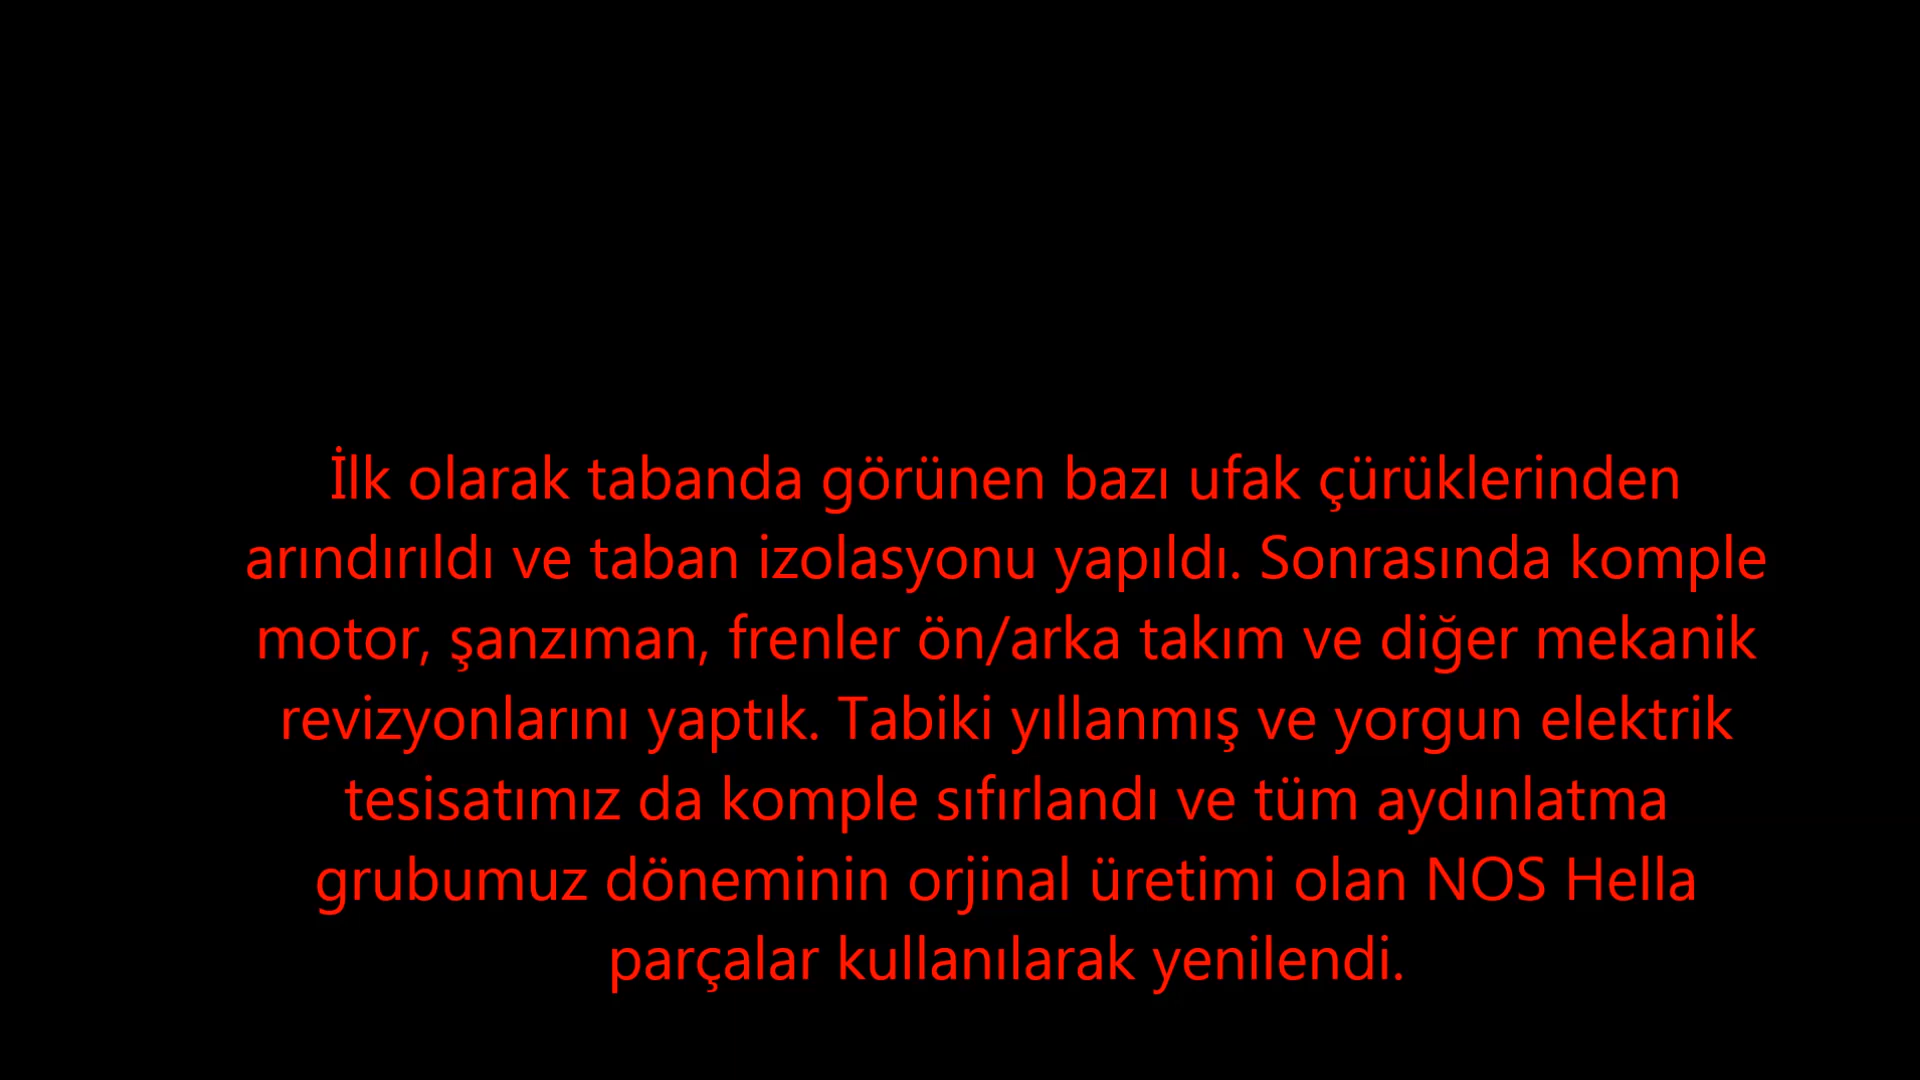 İlk olarak tabanda görünen bazı ufak çürüklerinden
arındırıldı ve taban izolasyonu yapıldı. Sonrasında komple
motor, şanzıman, frenler ön/arka takım ve diğer mekanik
revizyonlarını yaptık. Tabiki yıllanmış ve yorgun elektrik
tesisatımız da komple sıfırlandı ve tüm aydınlatma
grubumuz döneminin orjinal üretimi olan NOS Hella
parçalar kullanılarak yenilendi.